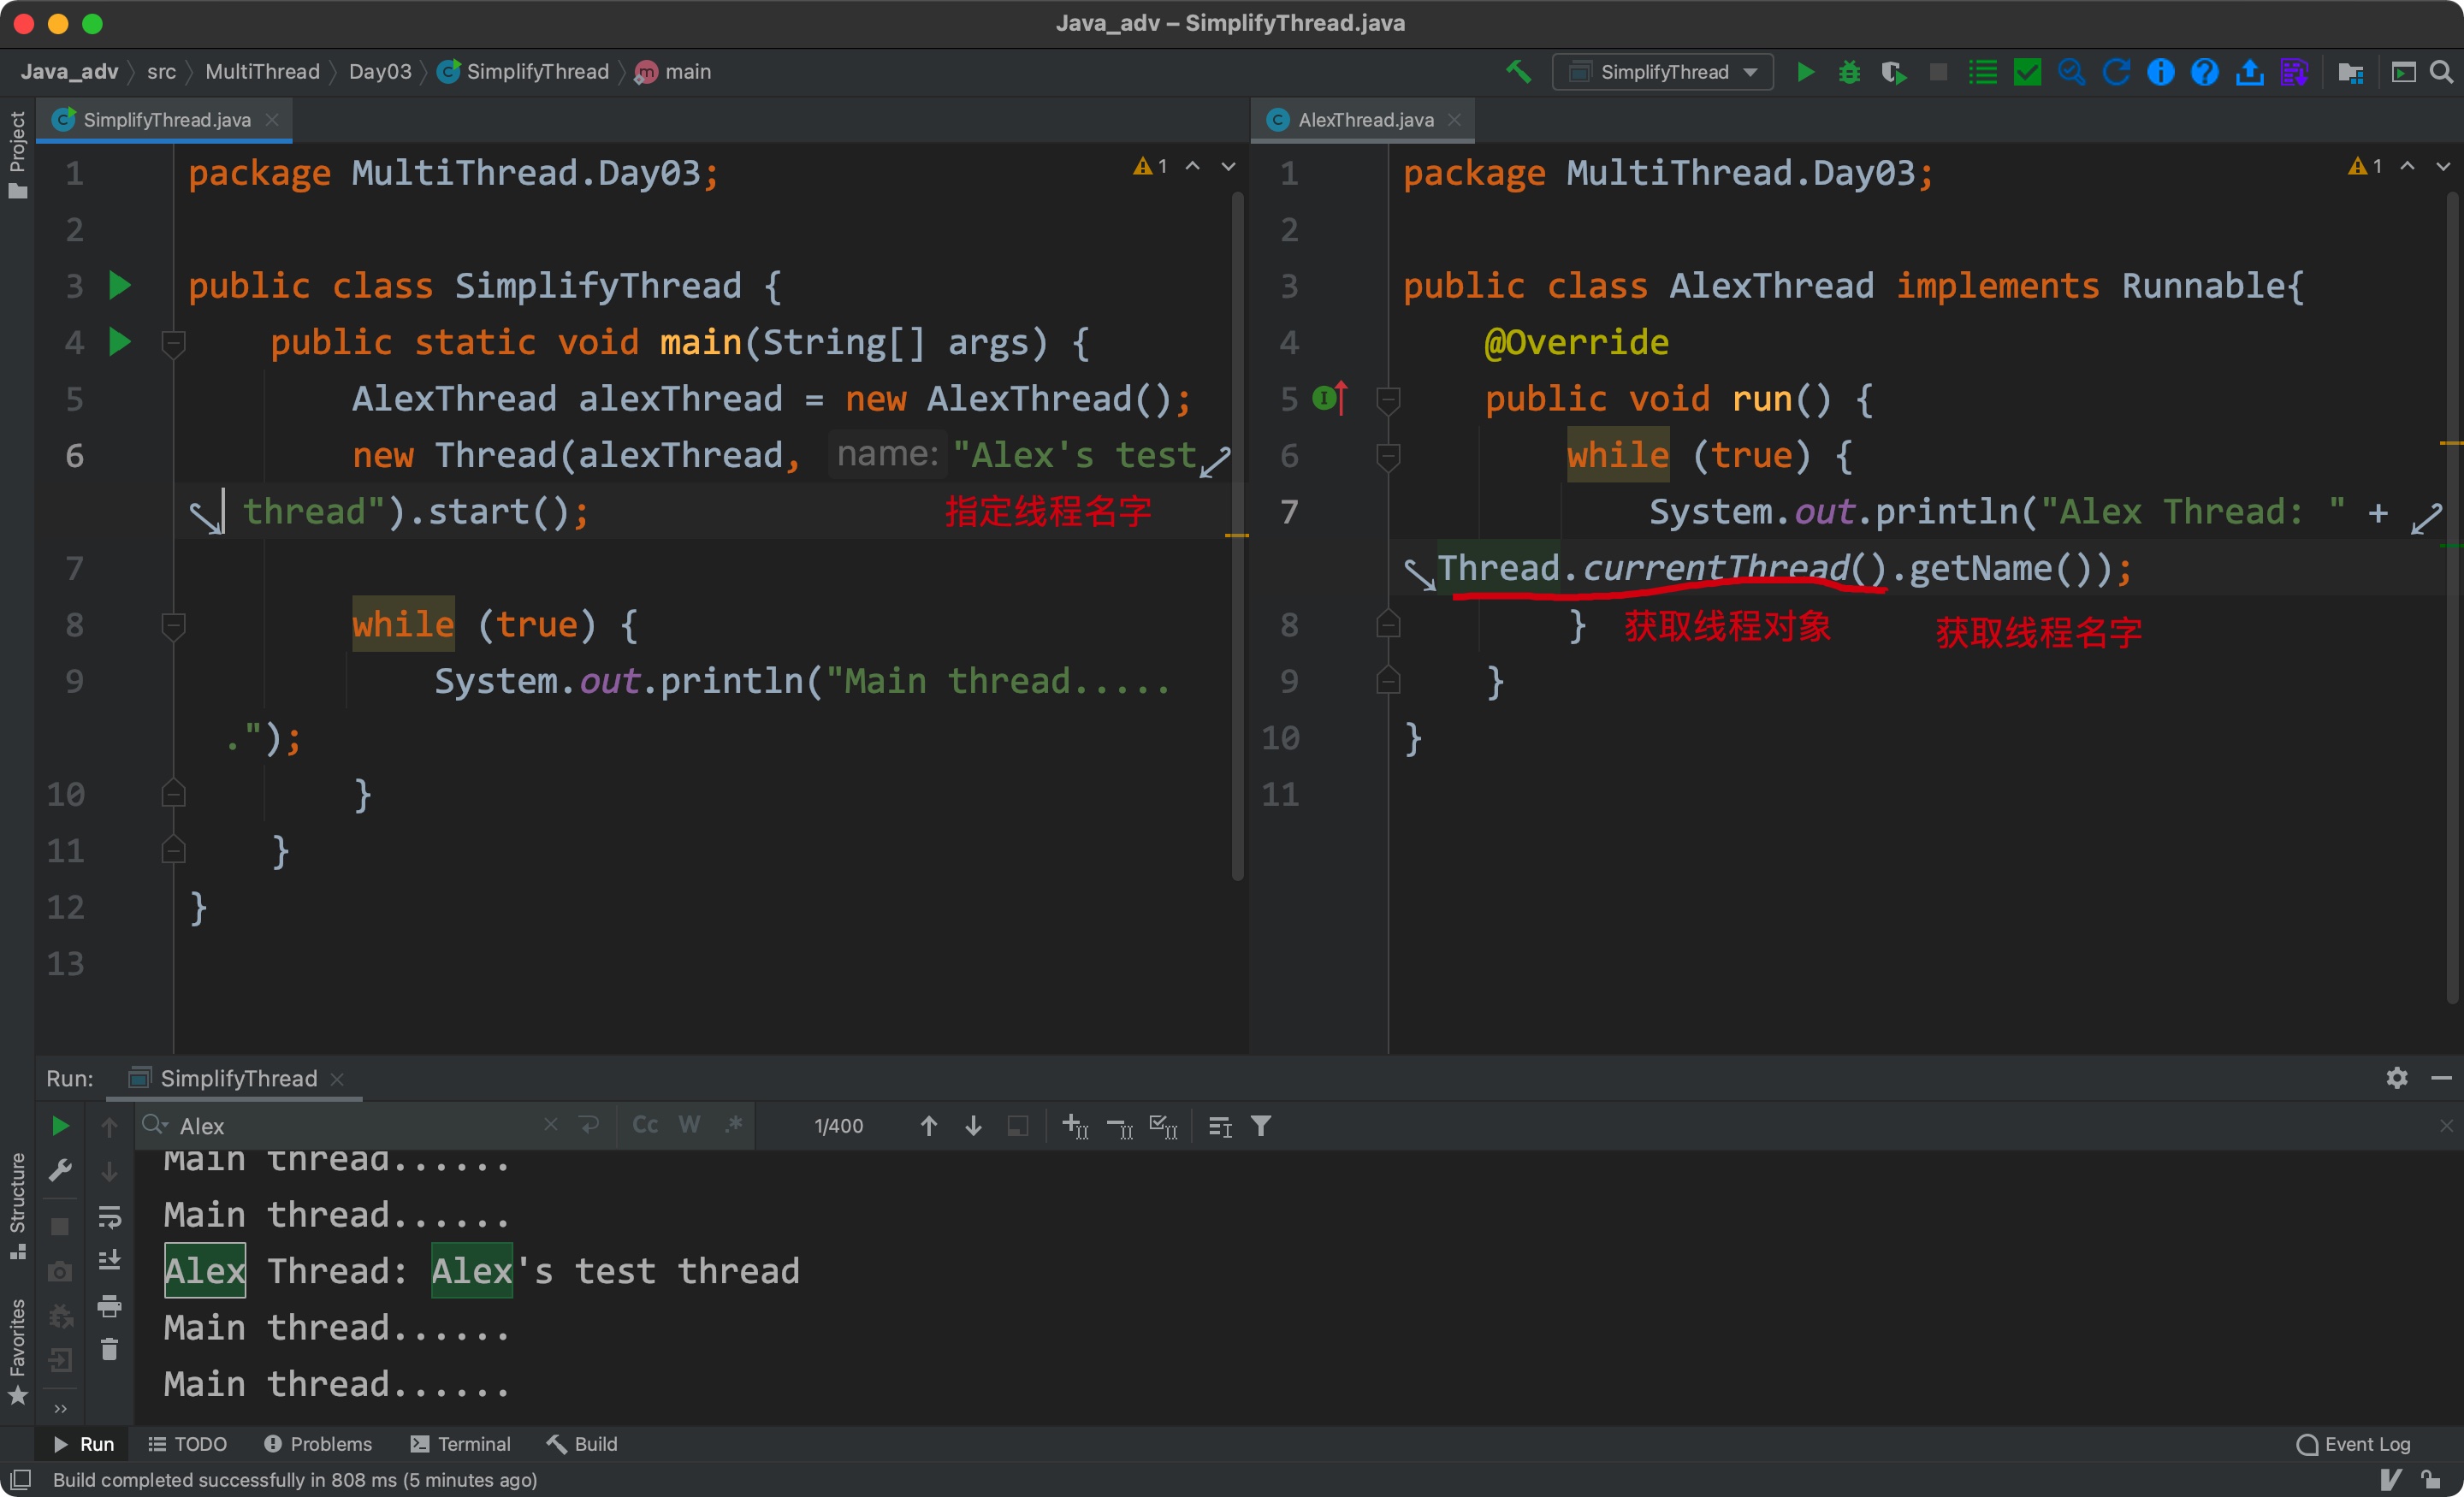 Java_adv – SimplifyThread.java
Java_adv src MultiThread Day03 SimplifyThread main
SimplifyThread
Project
SimplifyThread.java
1 package MultiThread.Day03;
1
2
3 public class SimplifyThread {
4 public static void main(String[] args) {
5 AlexThread alexThread = new AlexThread();
6 new Thread(alexThread, name: "Alex's test
thread").start();
指定线程名字
7
8 while (true) {
9 System.out.println("Main thread.....
.");
10 }
11 }
12 }
13
AlexThread.java
1 package MultiThread.Day03;
1
2
3 public class AlexThread implements Runnable{
4 @Override
5 public void run() {
6 while (true) {
7 System.out.println("Alex Thread: " +
Thread.currentThread().getName());
8 }
获取线程对象
获取线程名字
9 }
10 }
11
Run: SimplifyThread
Alex
Cc W .*
1/400
Main thread......
Main thread......
Alex Thread: Alex's test thread
Main thread......
Main thread......
Structure
Favorites
Run TODO Problems Terminal Build
Event Log
Build completed successfully in 808 ms (5 minutes ago)